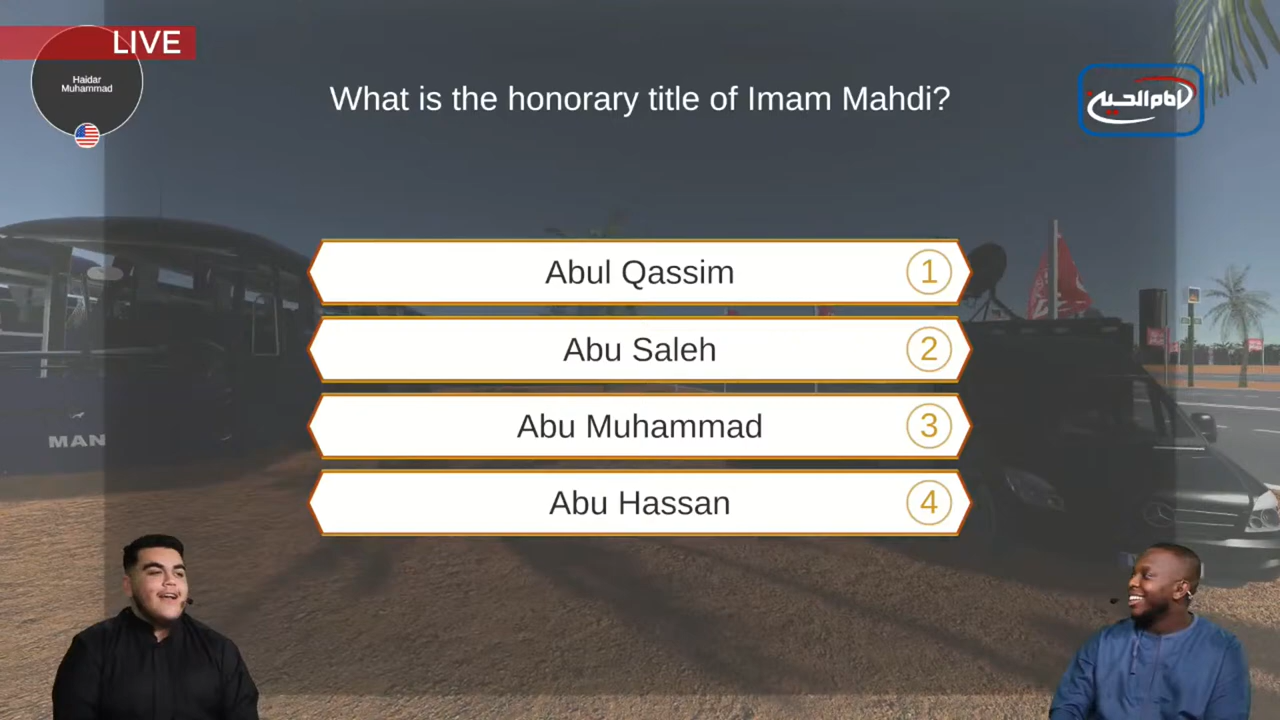 LIVE
Haidar
Muhammad
What is the honorary title of Imam Mahdi?
Abul Qassim 1
Abu Saleh 2
Abu Muhammad 3
Abu Hassan 4
MAN